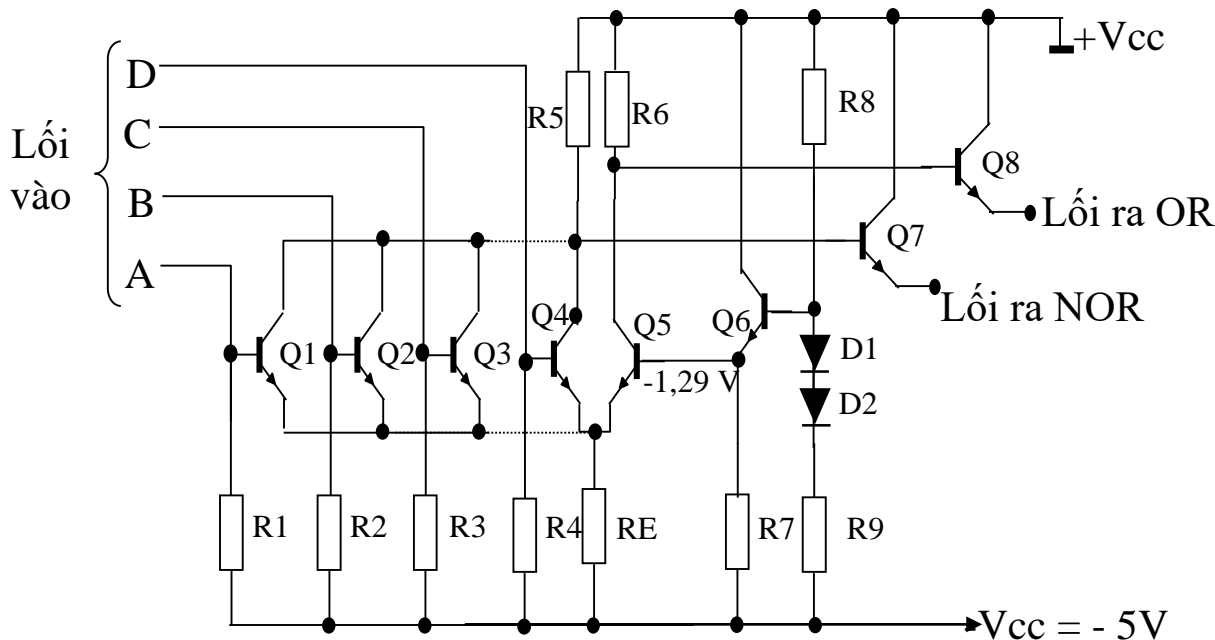 +Vcc
D
R5
R6
R8
C
Lối
vào
B
Q8
Lối ra OR
A
Q7
Lối ra NOR
Q4
Q5
Q6
Q1
Q2
Q3
D1
-1,29 V
D2
R1
R2
R3
R4
RE
R7
R9
Vcc = - 5V